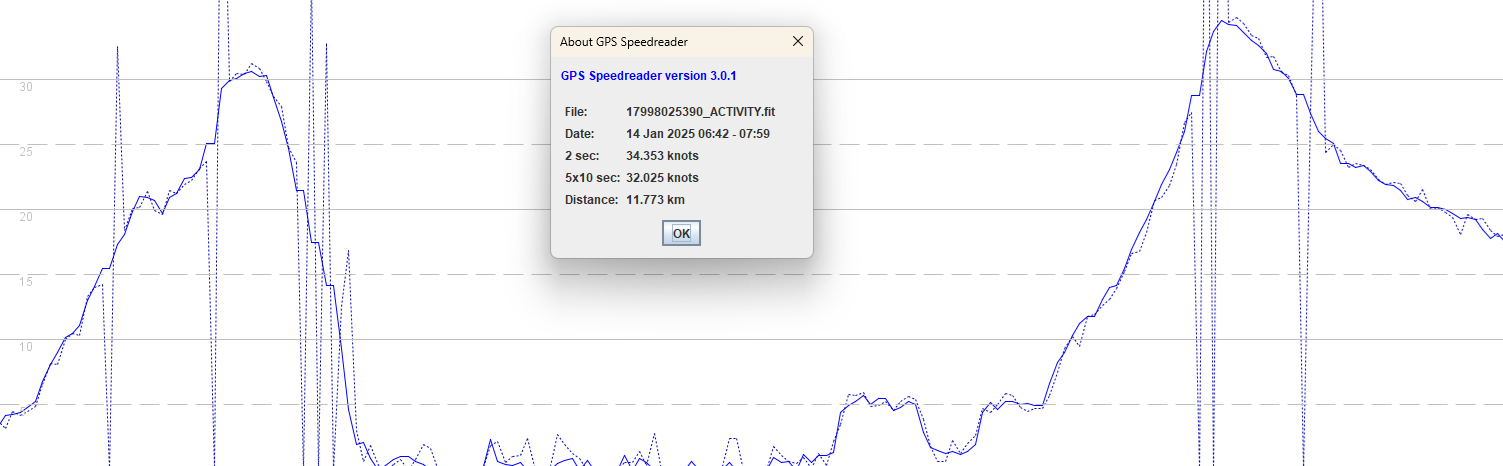 About GPS Speedreader
GPS Speedreader version 3.0.1
File: 17998025390_ACTIVITY.fit
Date: 14 Jan 2025 06:42 - 07:59
2 sec: 34.353 knots
5x10 sec: 32.025 knots
Distance: 11.773 km
OK
30
25
20
15
10